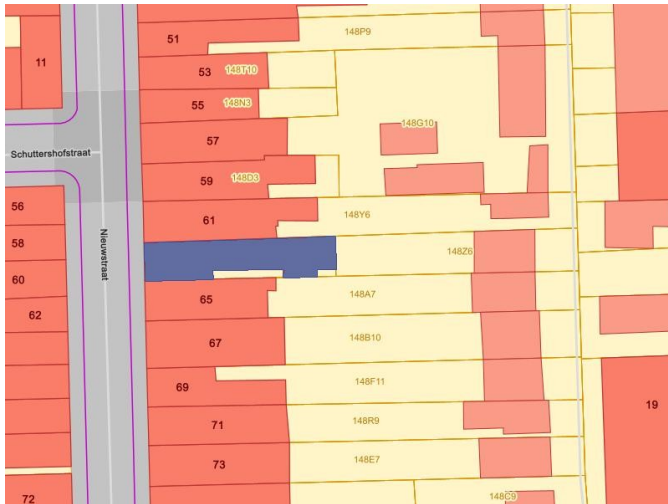 51
148P9
11
53
148T10
55
148N3
148G10
57
Schuttershofstraat
59
148D3
56
61
148Y6
58
Nieuwstraat
148Z6
60
65
148A7
62
67
148B10
69
148F11
19
71
148R9
73
148E7
72
148C9